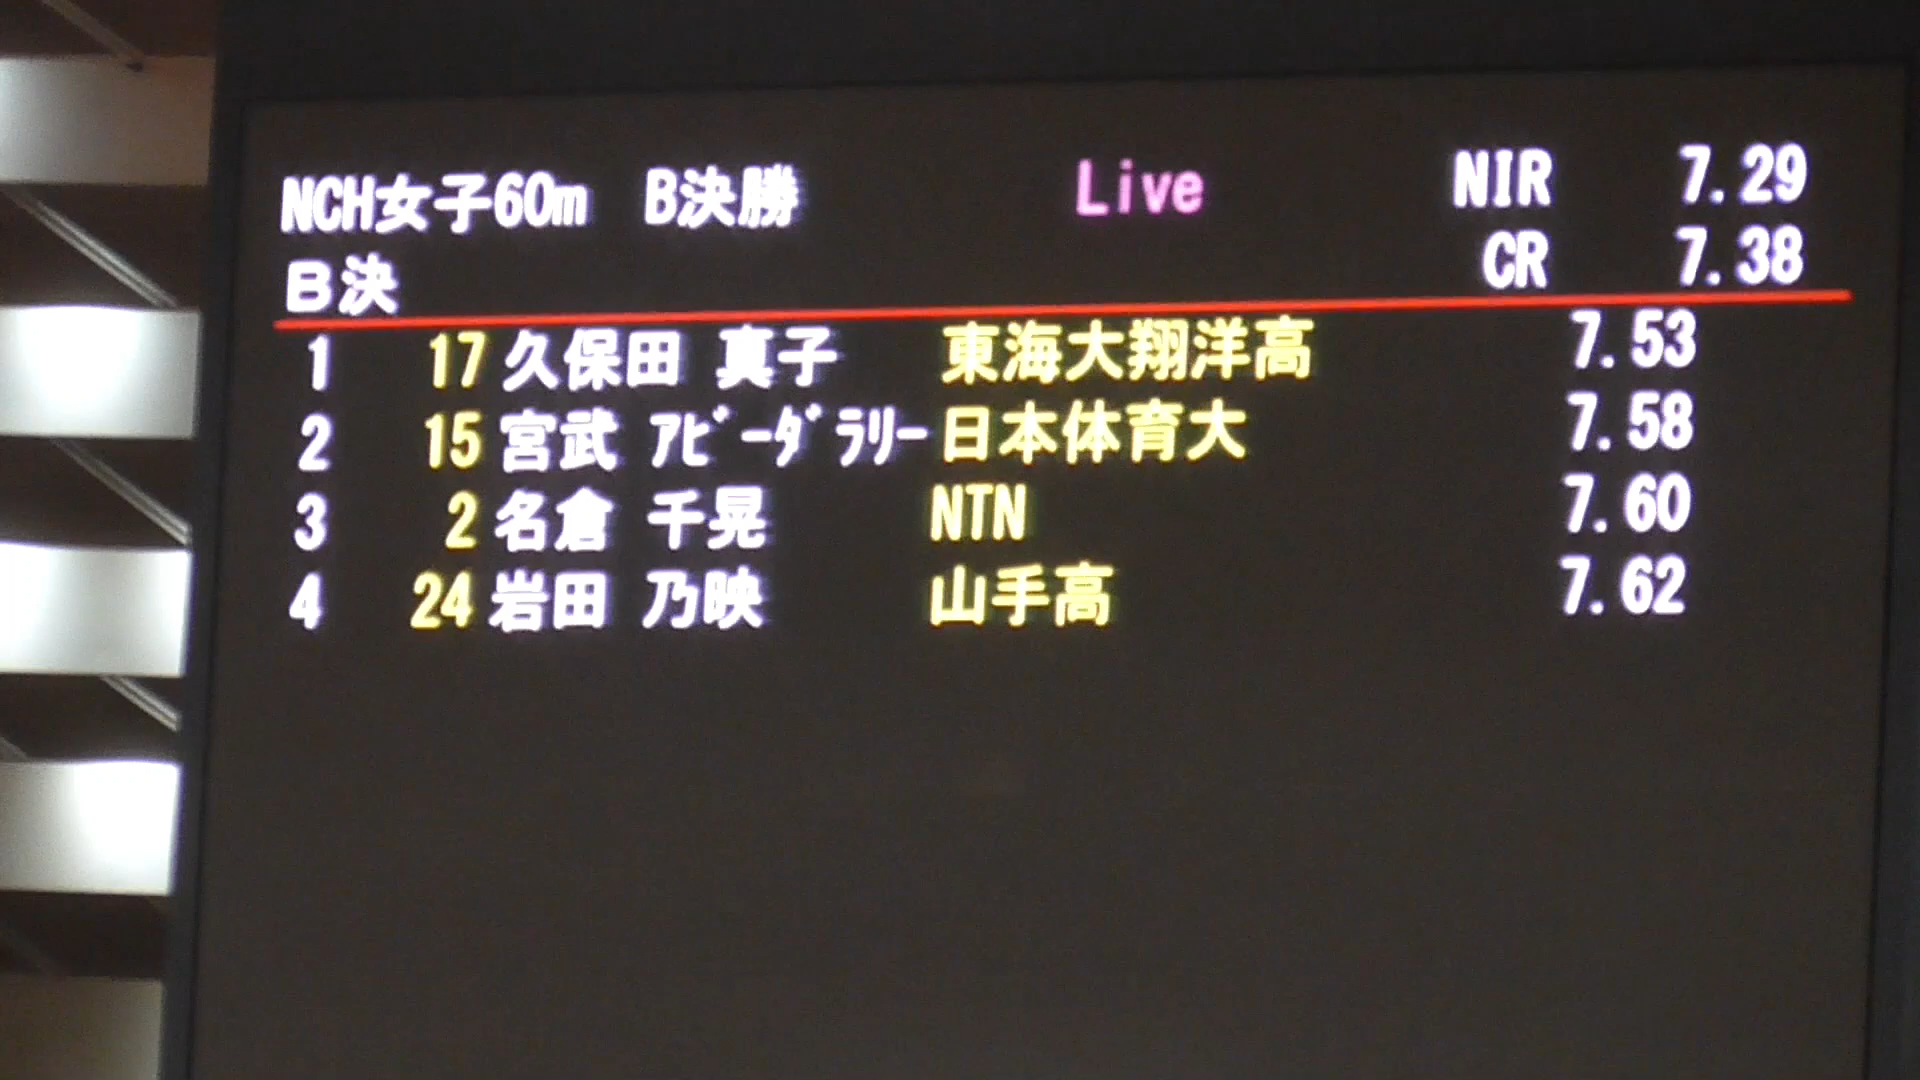 NCH女子60m B決勝 Live NIR 7.29
B決 CR 7.38
1 17 久保田 真子 東海大翔洋高 7.53
2 15 宮武 ｱﾋﾞｰﾀﾞﾗﾘｰ 日本体育大 7.58
3 2 名倉 千晃 NTN 7.60
4 24 岩田 乃映 山手高 7.62